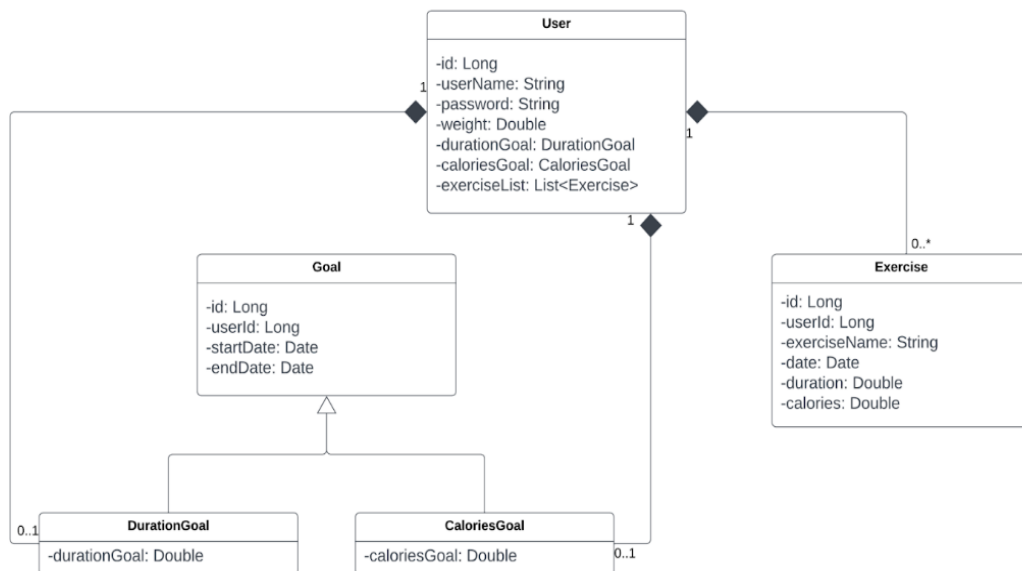 User
-id: Long
-userName: String
-password: String
-weight: Double
-durationGoal: DurationGoal
-caloriesGoal: CaloriesGoal
-exerciseList: List<Exercise>
1
1
1
0..*
Goal
-id: Long
-userId: Long
-startDate: Date
-endDate: Date
Exercise
-id: Long
-userId: Long
-exerciseName: String
-date: Date
-duration: Double
-calories: Double
0..1
DurationGoal
-durationGoal: Double
CaloriesGoal
-caloriesGoal: Double
0..1